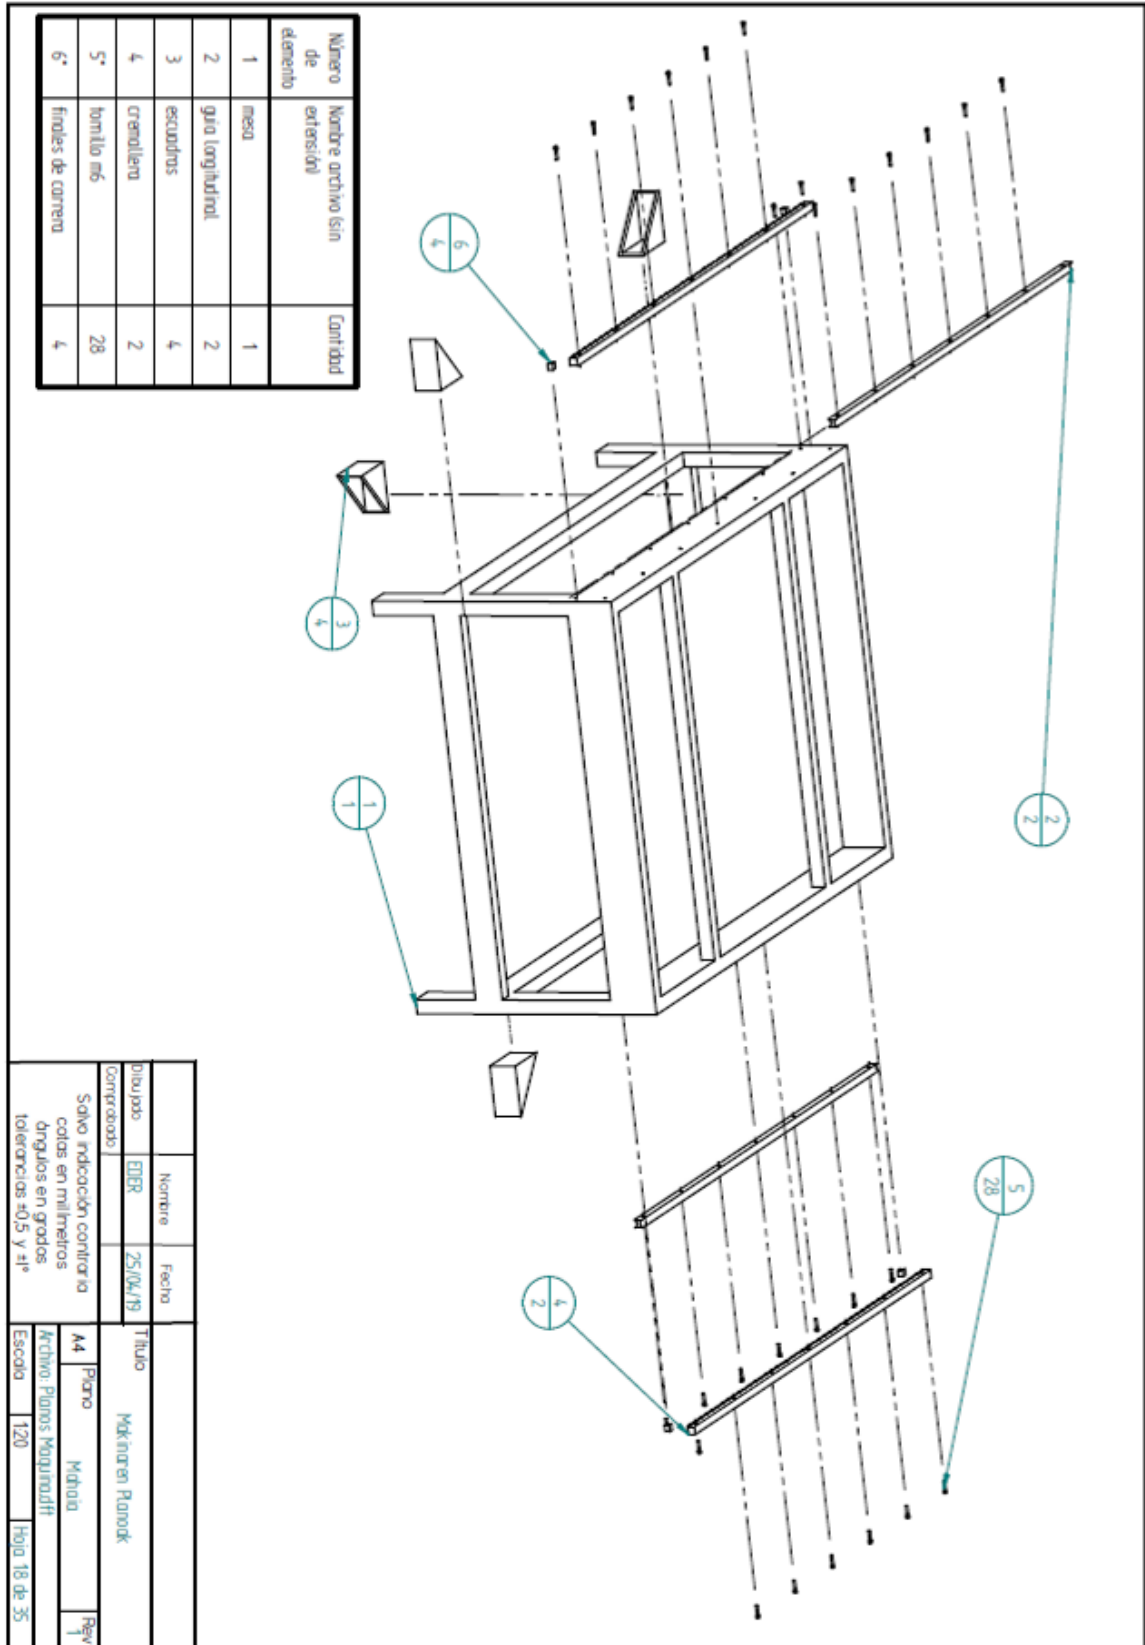 Número de elemento
Nombre archivo (sin extensión)
Cantidad
1 mesa 1
2 guia longitudinal 2
3 escuadras 4
4 cremallera 2
5* tornillo m6 28
6* finales de carrera 4
6
4
3
4
1
1
2
2
5
28
4
2
Nombre Fecha
Dibujado EDER 25/04/19
Comprobado
Salvo indicación contraria
cotas en milímetros
ángulos en grados
tolerancias ±0,5 y ±1º
Título
Makinaren Planoak
A4 Plano Mahaia Rev 1
Archivo: Planos Maquina.dft
Escala 1:20 Hoja 18 de 35